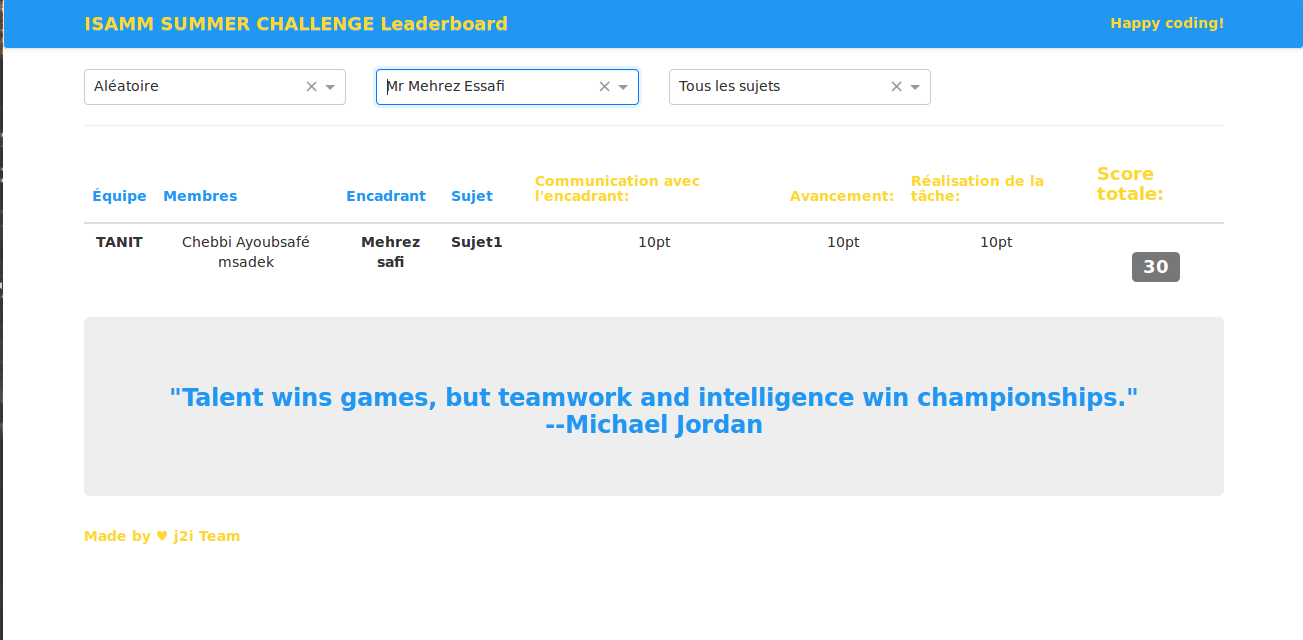 ISAMM SUMMER CHALLENGE Leaderboard
Happy coding!
Aléatoire
Mr Mehrez Essafi
Tous les sujets
Équipe
Membres
Encadrant
Sujet
Communication avec
l'encadrant:
Avancement:
Réalisation de la
tâche:
Score
totale:
TANIT
Chebbi Ayoubsafé
msadek
Mehrez
safi
Sujet1
10pt
10pt
10pt
30
"Talent wins games, but teamwork and intelligence win championships."
--Michael Jordan
Made by ♥ j2i Team